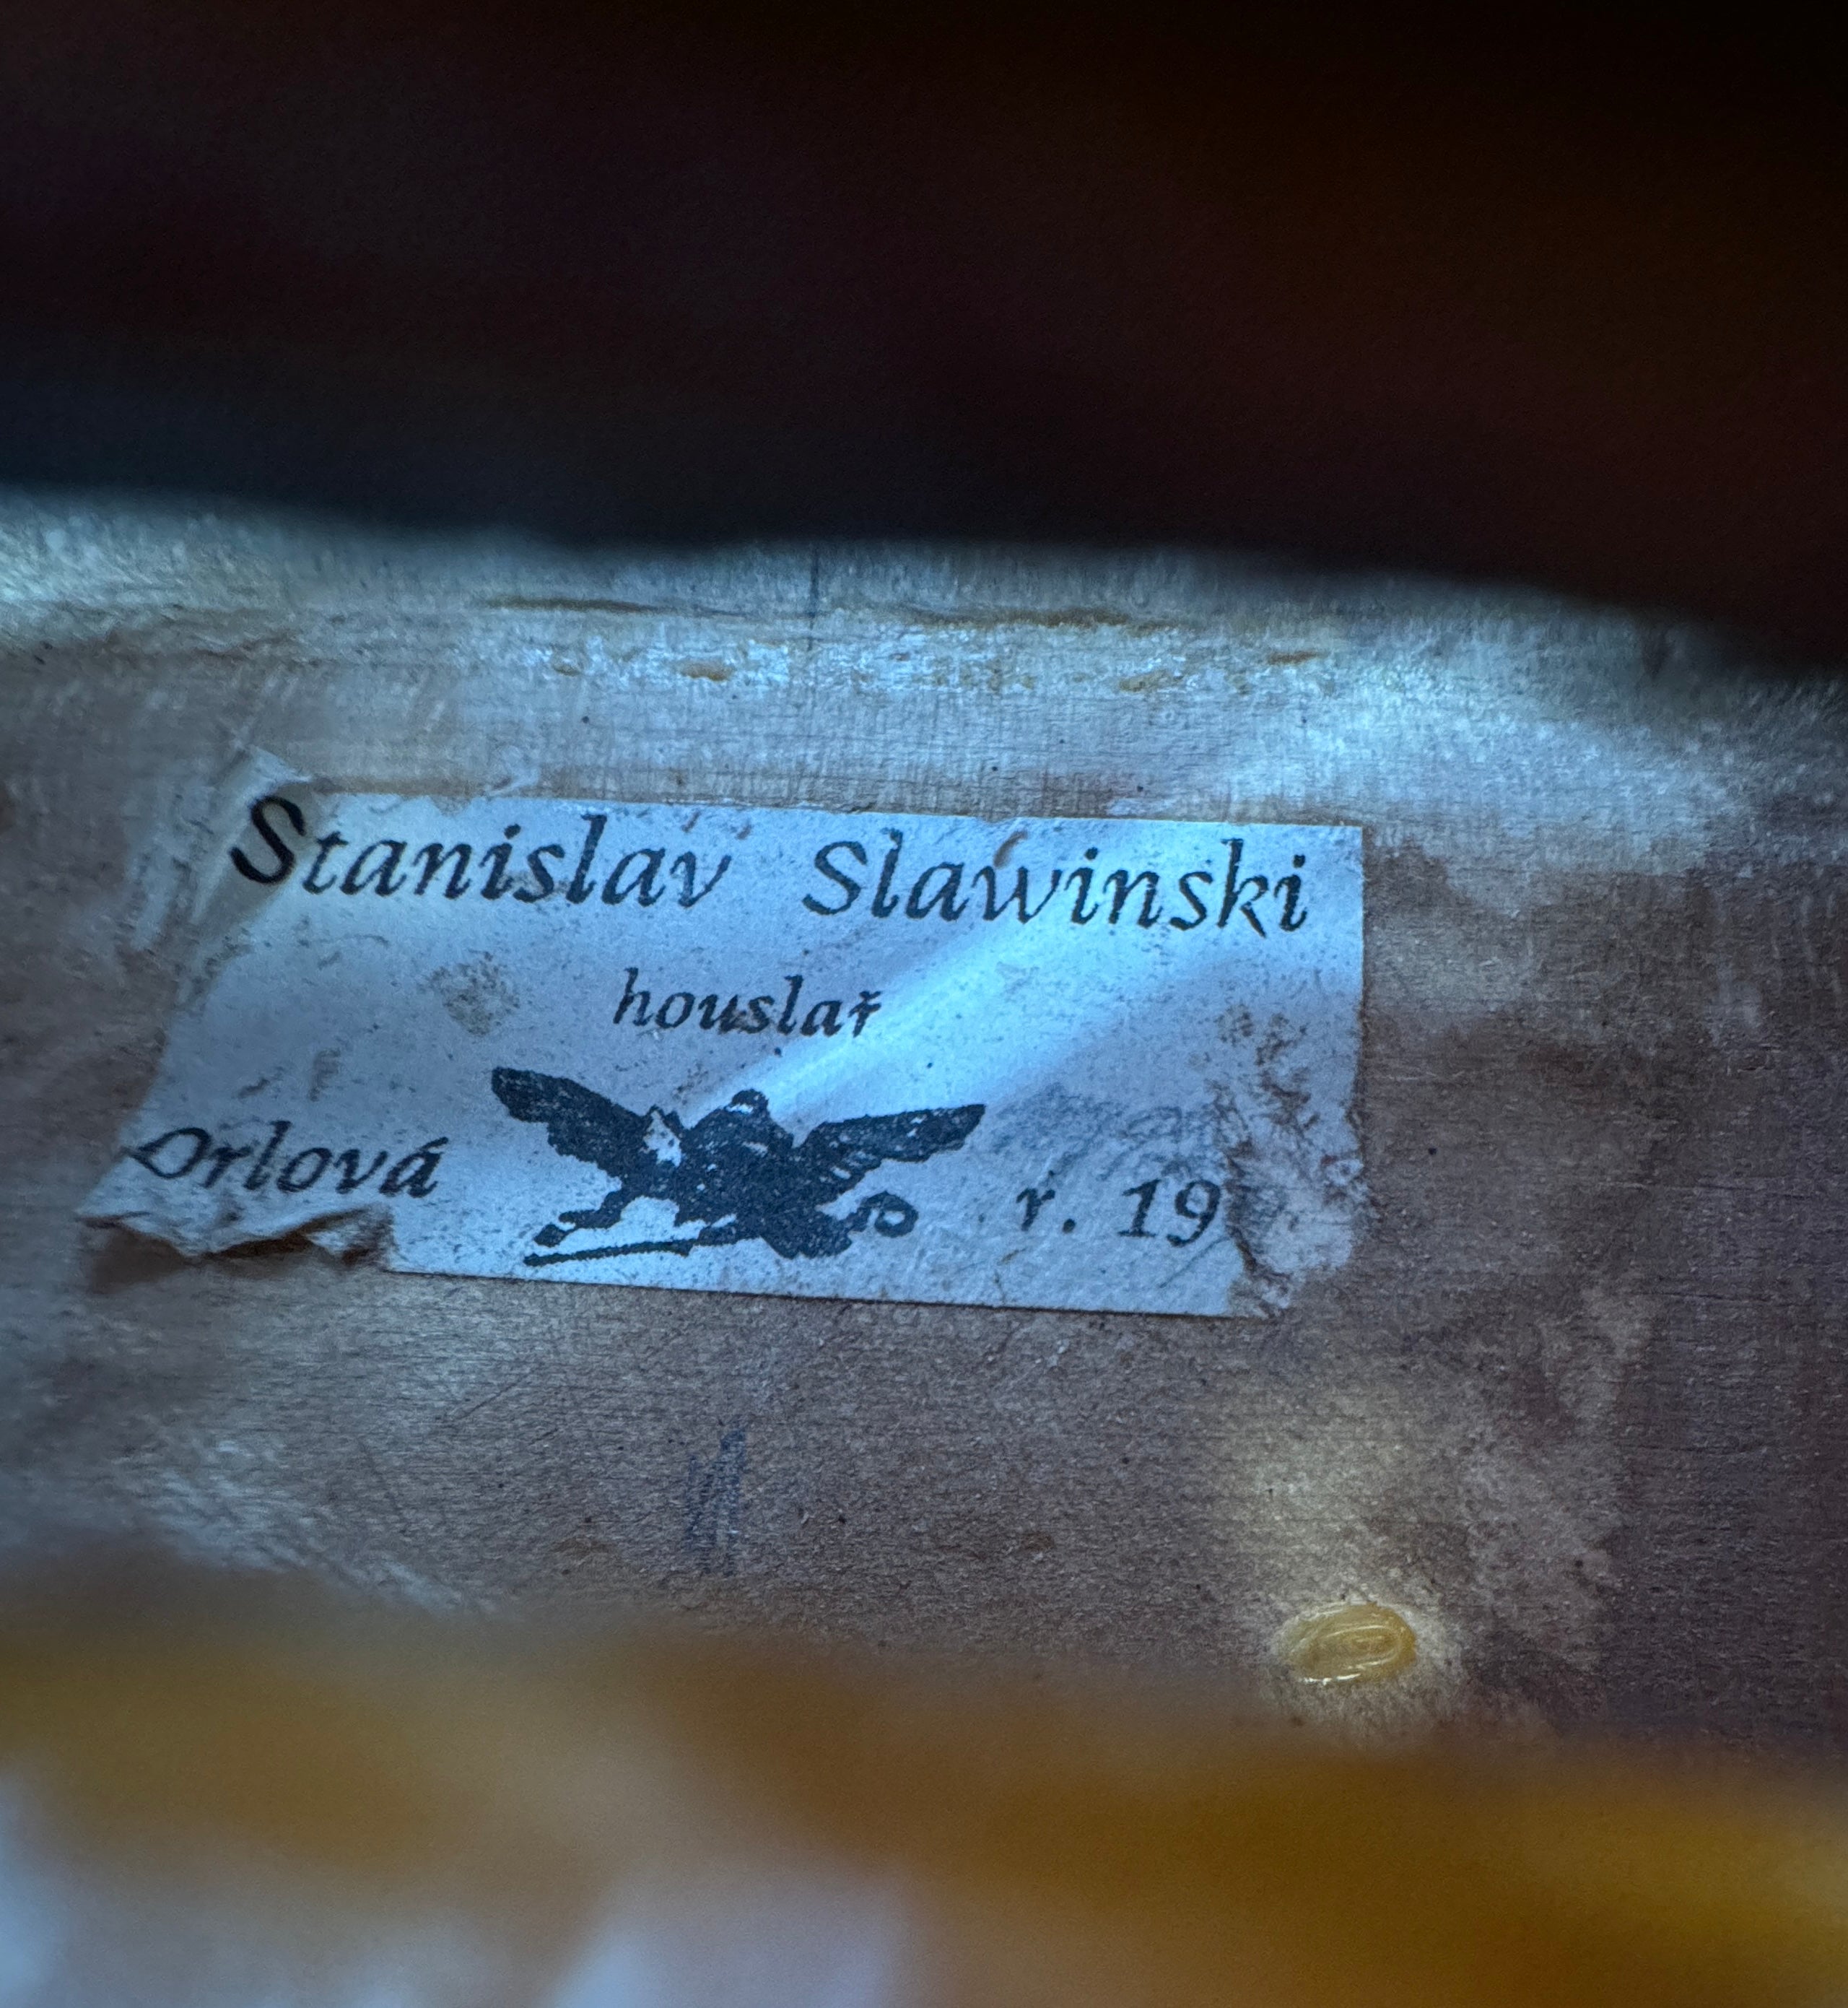 Stanislav Slawinski
houslař
Orlová r. 19